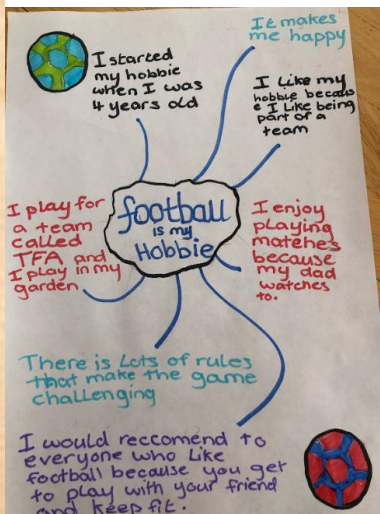 It makes
me happy
I started
my hobbie
when I was
4 years old
I Like my
hobbie becaus
e I Like being
part of a
team
football
is my
Hobbie
I play for
a team
called
TFA and
I play in my
garden
I enjoy
playing
matches
because
my dad
watches
to.
There is Lots of rules
that make the game
challenging
I would reccomend to
everyone who Like
football because you get
to play with your friend
and keep fit.